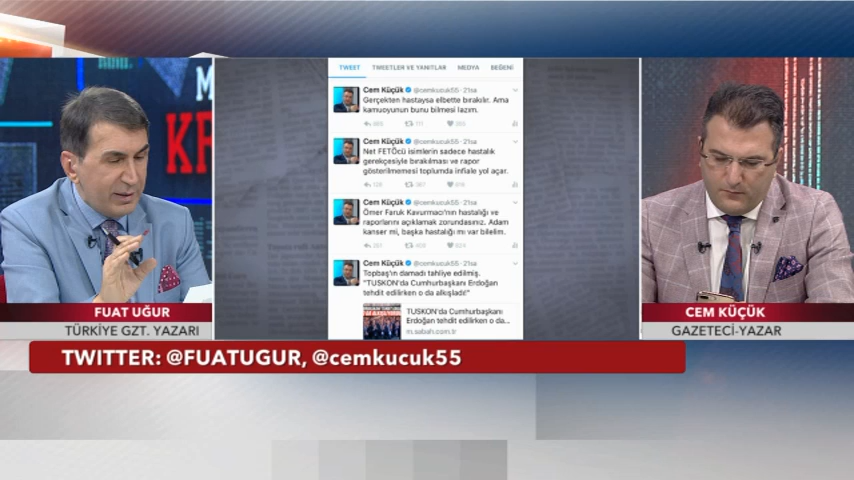 M
KR
TWEET TWEETLER VE YANITLAR MEDYA BEĞENİ
Cem Küçük @cemkucuk55 · 21sa
Gerçekten hastaysa elbette bırakılır. Ama
kamuoyunun bunu bilmesi lazım.
Cem Küçük @cemkucuk55 · 21sa
Net FETÖcü isimlerin sadece hastalık
gerekçesiyle bırakılması ve rapor
gösterilmemesi toplumda infiale yol açar.
Cem Küçük @cemkucuk55 · 21sa
Ömer Faruk Kavurmacı'nın hastalığı ve
raporlarını açıklamak zorundasınız. Adam
kanser mi, başka hastalığı mı var bilelim.
Cem Küçük @cemkucuk55 · 21sa
Topbaş'ın damadı tahliye edilmiş.
"TUSKON'da Cumhurbaşkanı Erdoğan
tehdit edilirken o da alkışladı!"
TUSKON'da Cumhurbaşkanı
Erdoğan tehdit edilirken o da...
m.sabah.com.tr
FUAT UĞUR
TÜRKİYE GZT. YAZARI
CEM KÜÇÜK
GAZETECİ-YAZAR
TWITTER: @FUATUGUR, @cemkucuk55